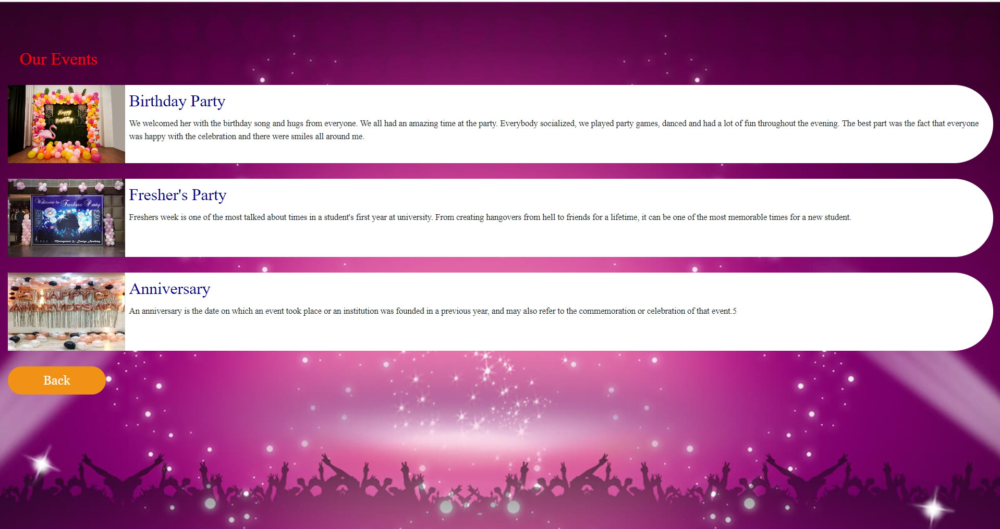 Our Events
Happy
Birthday
Birthday Party
We welcomed her with the birthday song and hugs from everyone. We all had an amazing time at the party. Everybody socialized, we played party games, danced and had a lot of fun throughout the evening. The best part was the fact that everyone
was happy with the celebration and there were smiles all around me.
Welcome to Freshers Party
Management & Design Academy
Fresher's Party
Freshers week is one of the most talked about times in a student's first year at university. From creating hangovers from hell to friends for a lifetime, it can be one of the most memorable times for a new student.
HAPPY
ANNIVERSARY
Anniversary
An anniversary is the date on which an event took place or an institution was founded in a previous year, and may also refer to the commemoration or celebration of that event.5
Back